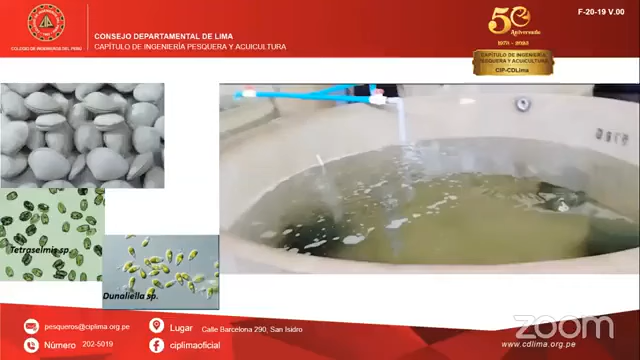 F-20-19 V.00
CONSEJO DEPARTAMENTAL DE LIMA
CAPÍTULO DE INGENIERÍA PESQUERA Y ACUICULTURA
COLEGIO DE INGENIEROS DEL PERÚ
50
Aniversario
1973 - 2023
CAPÍTULO DE INGENIERÍA
PESQUERA Y ACUICULTURA
CIP-CDLima
Tetraselmis sp.
Dunaliella sp.
pesqueros@ciplima.org.pe
Número 202-5019
Lugar Calle Barcelona 290, San Isidro
ciplimaoficial
zoom
www.cdlima.org.pe